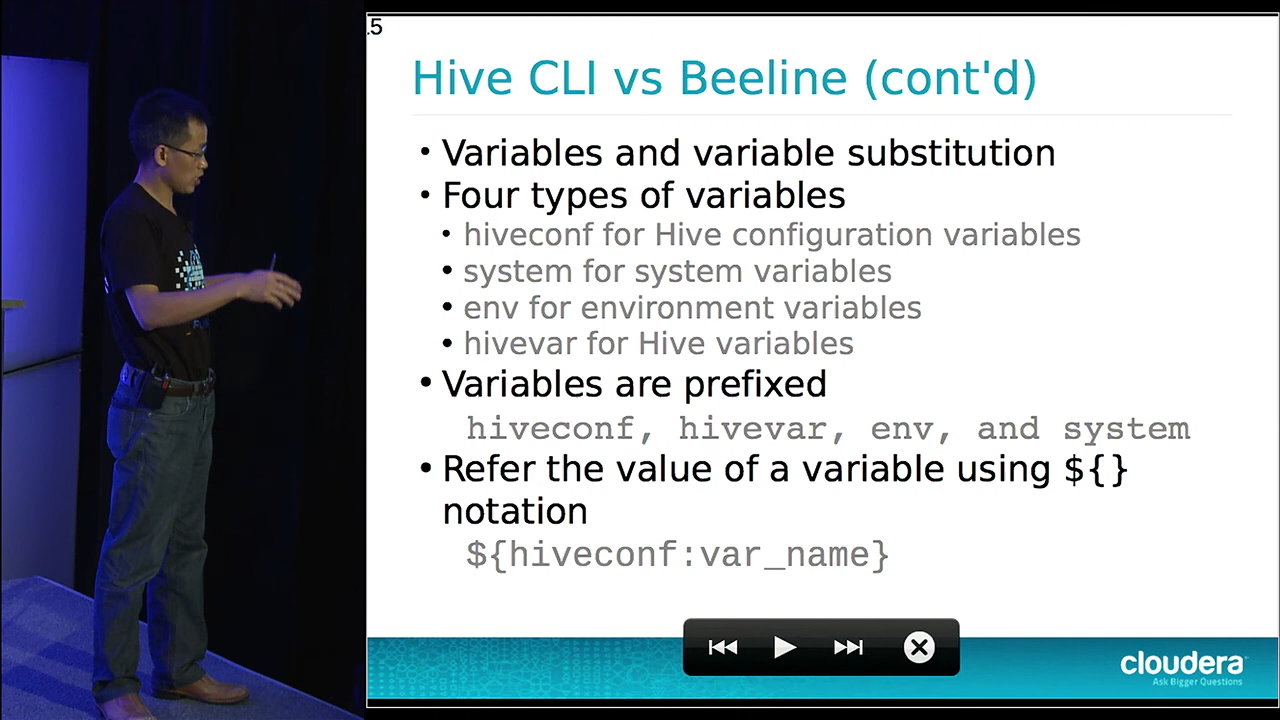 .5
Hive CLI vs Beeline (cont'd)
• Variables and variable substitution
• Four types of variables
• hiveconf for Hive configuration variables
• system for system variables
• env for environment variables
• hivevar for Hive variables
• Variables are prefixed
hiveconf, hivevar, env, and system
• Refer the value of a variable using ${}
notation
${hiveconf:var_name}
cloudera
Ask Bigger Questions